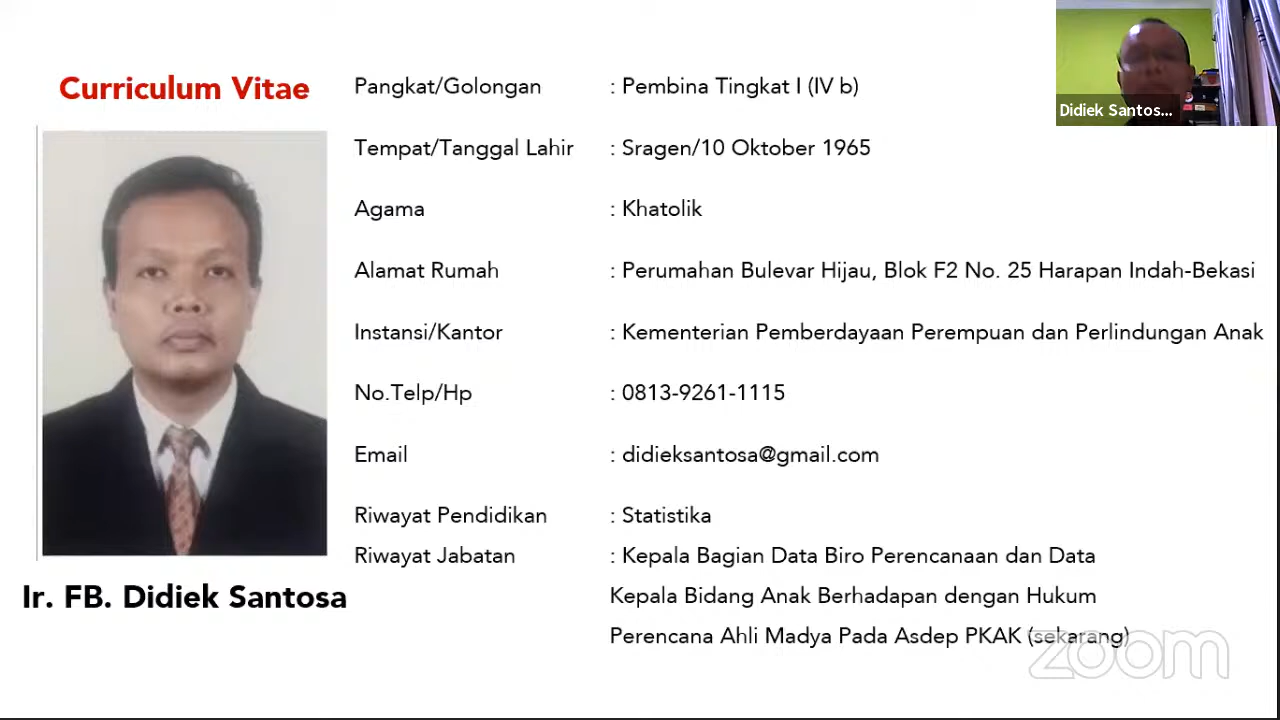 Curriculum Vitae
Pangkat/Golongan : Pembina Tingkat I (IV b)
Tempat/Tanggal Lahir : Sragen/10 Oktober 1965
Agama : Khatolik
Alamat Rumah : Perumahan Bulevar Hijau, Blok F2 No. 25 Harapan Indah-Bekasi
Instansi/Kantor : Kementerian Pemberdayaan Perempuan dan Perlindungan Anak
No.Telp/Hp : 0813-9261-1115
Email : didieksantosa@gmail.com
Riwayat Pendidikan : Statistika
Riwayat Jabatan : Kepala Bagian Data Biro Perencanaan dan Data
Kepala Bidang Anak Berhadapan dengan Hukum
Perencana Ahli Madya Pada Asdep PKAK (sekarang)
Ir. FB. Didiek Santosa
Didiek Santos...
zoom